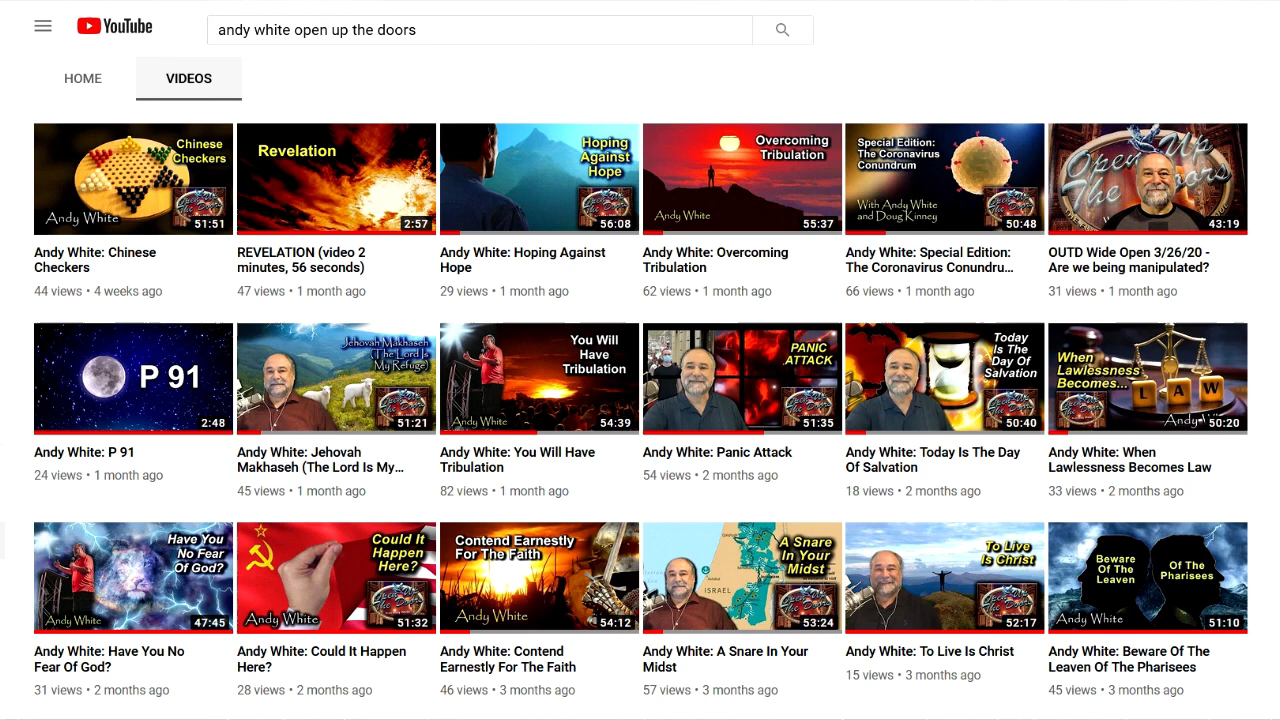 YouTube
andy white open up the doors
HOME
VIDEOS
Chinese
Checkers
Andy White
51:51
Revelation
2:57
Hoping
Against
Hope
56:08
Overcoming
Tribulation
Andy White
55:37
Special Edition:
The Coronavirus
Conundrum
With Andy White
and Doug Kinney
50:48
Open Up
The Doors
43:19
Andy White: Chinese
Checkers
44 views • 4 weeks ago
REVELATION (video 2
minutes, 56 seconds)
47 views • 1 month ago
Andy White: Hoping Against
Hope
29 views • 1 month ago
Andy White: Overcoming
Tribulation
62 views • 1 month ago
Andy White: Special Edition:
The Coronavirus Conundru...
66 views • 1 month ago
OUTD Wide Open 3/26/20 -
Are we being manipulated?
31 views • 1 month ago
P 91
2:48
Jehovah Makhaseh
(The Lord Is
My Refuge)
51:21
You Will
Have
Tribulation
Andy White
54:39
PANIC
ATTACK
51:35
Today
Is The
Day Of
Salvation
50:40
When
Lawlessness
Becomes...
LAW
50:20
Andy White: P 91
24 views • 1 month ago
Andy White: Jehovah
Makhaseh (The Lord Is My...
45 views • 1 month ago
Andy White: You Will Have
Tribulation
82 views • 1 month ago
Andy White: Panic Attack
54 views • 2 months ago
Andy White: Today Is The Day
Of Salvation
18 views • 2 months ago
Andy White: When
Lawlessness Becomes Law
33 views • 2 months ago
Have You
No Fear
Of God?
Andy White
47:45
Could It
Happen
Here?
Andy White
51:32
Contend Earnestly
For The Faith
Andy White
54:12
A Snare
In Your
Midst
ISRAEL
53:24
To Live
Is Christ
52:17
Beware
Of The
Leaven
Of The
Pharisees
Andy White
51:10
Andy White: Have You No
Fear Of God?
31 views • 2 months ago
Andy White: Could It Happen
Here?
28 views • 2 months ago
Andy White: Contend
Earnestly For The Faith
46 views • 3 months ago
Andy White: A Snare In Your
Midst
57 views • 3 months ago
Andy White: To Live Is Christ
15 views • 3 months ago
Andy White: Beware Of The
Leaven Of The Pharisees
45 views • 3 months ago